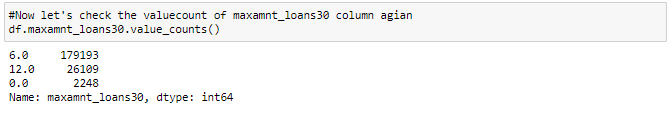 #Now let's check the valuecount of maxamnt_loans30 column agian
df.maxamnt_loans30.value_counts()
6.0     179193
12.0     26109
0.0       2248
Name: maxamnt_loans30, dtype: int64